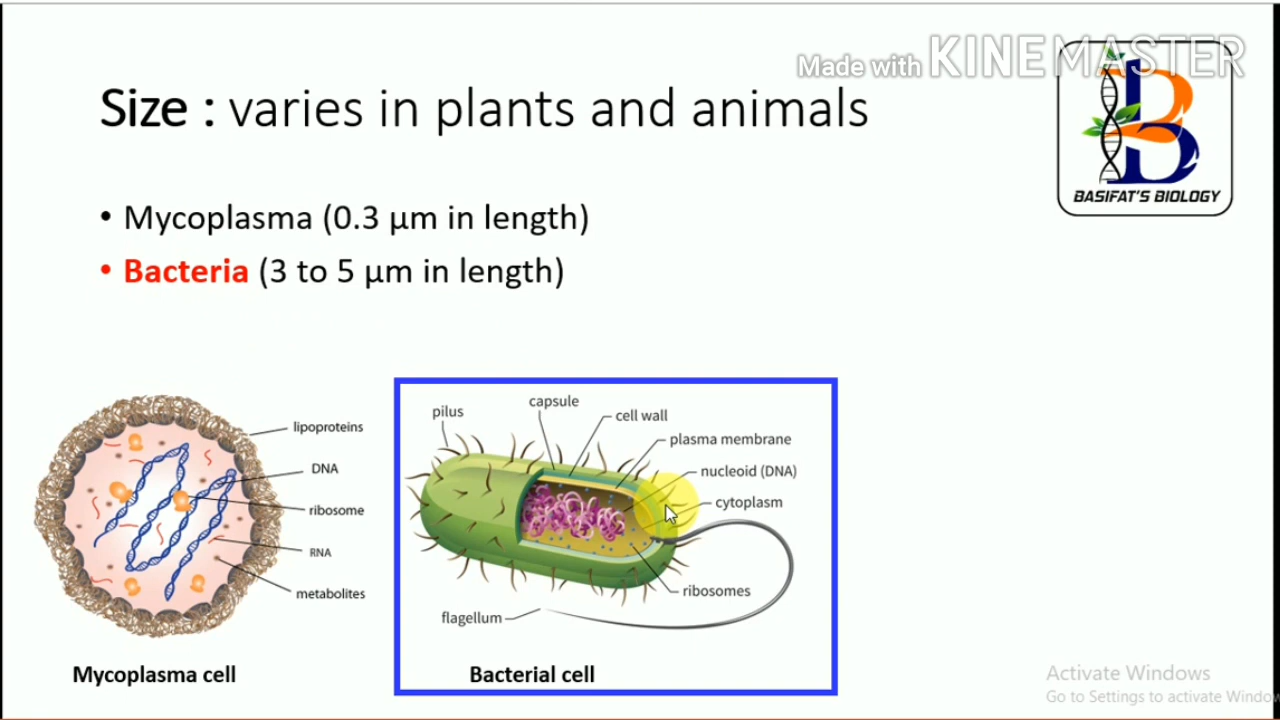 Made with KINEMASTER
Size : varies in plants and animals
BASIFAT'S BIOLOGY
• Mycoplasma (0.3 µm in length)
• Bacteria (3 to 5 µm in length)
lipoproteins
DNA
ribosome
RNA
metabolites
Mycoplasma cell
pilus
capsule
cell wall
plasma membrane
nucleoid (DNA)
cytoplasm
ribosomes
flagellum
Bacterial cell
Activate Windows
Go to Settings to activate Window